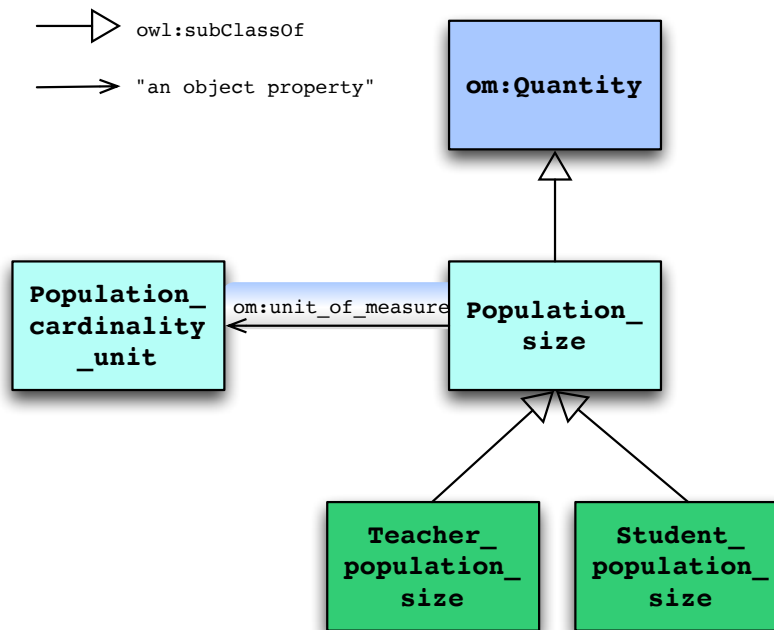 owl:subClassOf
"an object property"
om:Quantity
Population_
cardinality
_unit
om:unit_of_measure
Population_
size
Teacher_
population_
size
Student_
population_
size